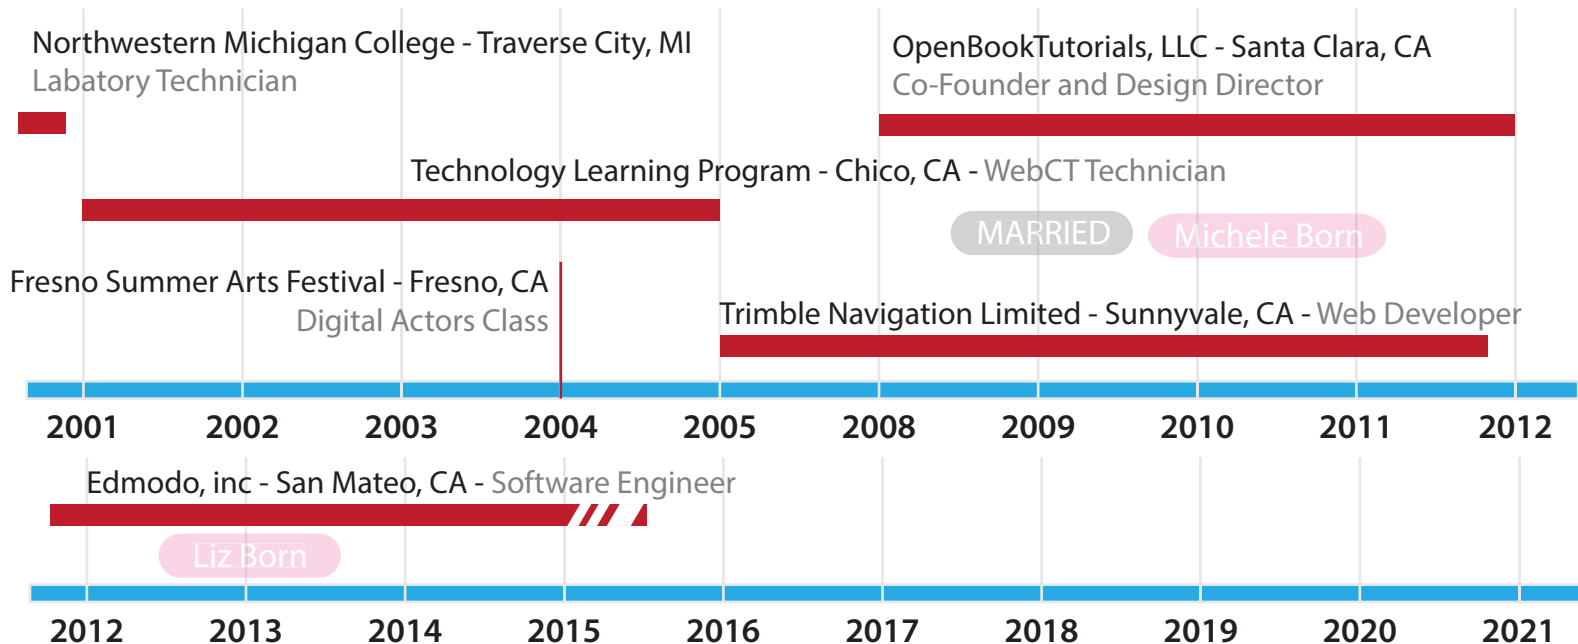 Northwestern Michigan College - Traverse City, MI
Labatory Technician
OpenBookTutorials, LLC - Santa Clara, CA
Co-Founder and Design Director
Technology Learning Program - Chico, CA - WebCT Technician
MARRIED
Michele Born
Fresno Summer Arts Festival - Fresno, CA
Digital Actors Class
Trimble Navigation Limited - Sunnyvale, CA - Web Developer
2001 2002 2003 2004 2005 2008 2009 2010 2011 2012
Edmodo, inc - San Mateo, CA - Software Engineer
Liz Born
2012 2013 2014 2015 2016 2017 2018 2019 2020 2021